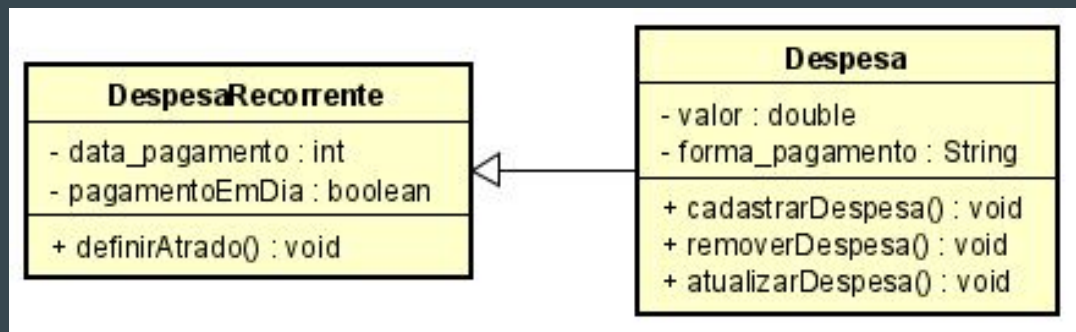 DespesaRecorrente
- data_pagamento : int
- pagamentoEmDia : boolean
+ definirAtrado() : void
Despesa
- valor : double
- forma_pagamento : String
+ cadastrarDespesa() : void
+ removerDespesa() : void
+ atualizarDespesa() : void